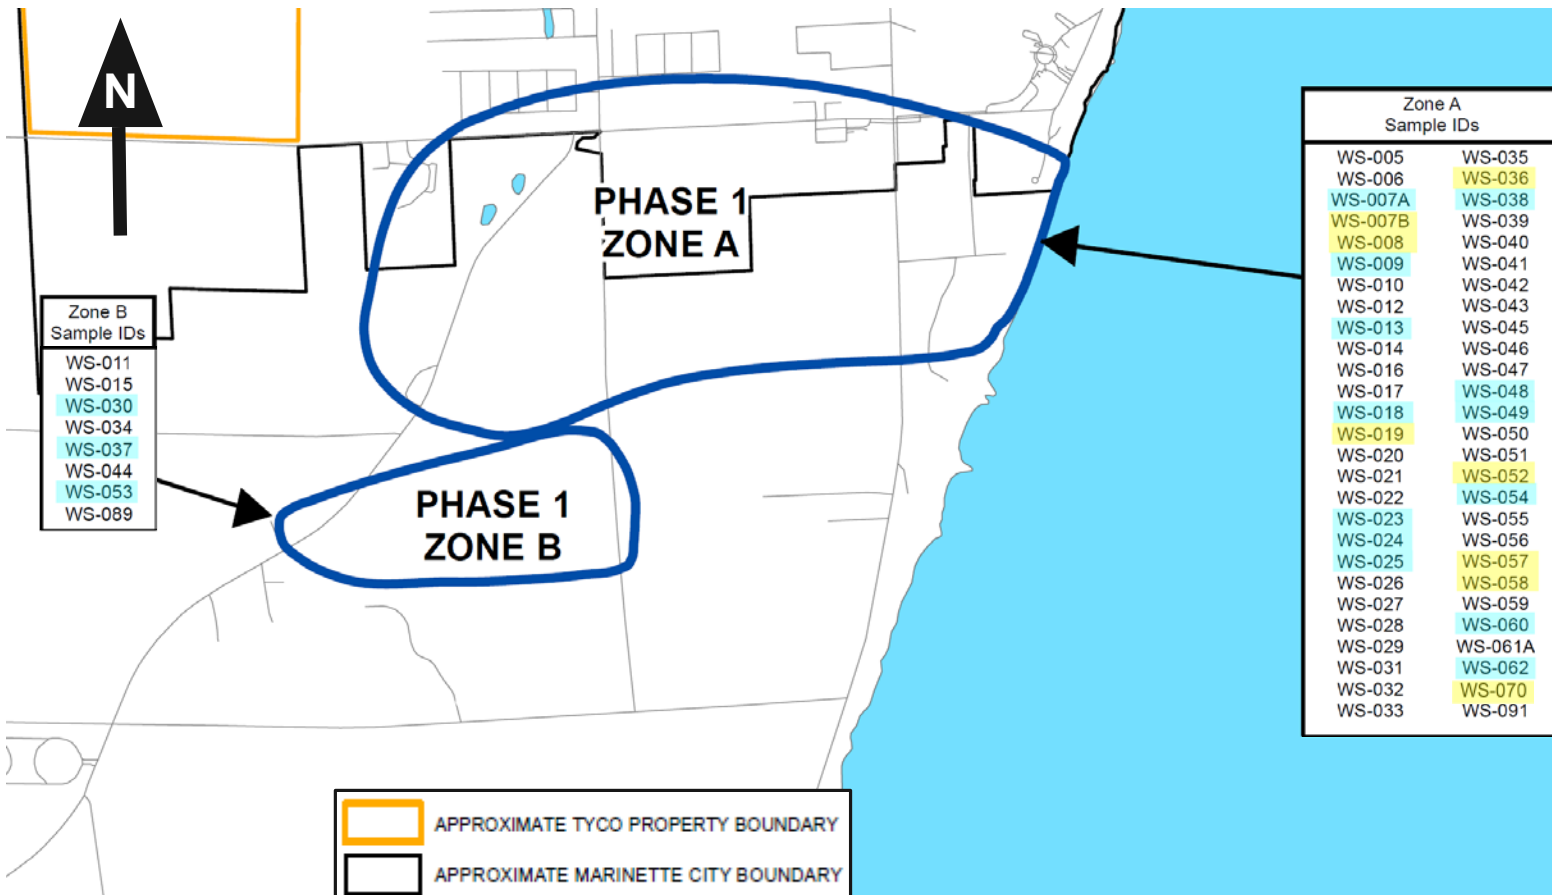 N
PHASE 1
ZONE A
PHASE 1
ZONE B
Zone B
Sample IDs
WS-011
WS-015
WS-030
WS-034
WS-037
WS-044
WS-053
WS-089
Zone A
Sample IDs
WS-005 WS-035
WS-006 WS-036
WS-007A WS-038
WS-007B WS-039
WS-008 WS-040
WS-009 WS-041
WS-010 WS-042
WS-012 WS-043
WS-013 WS-045
WS-014 WS-046
WS-016 WS-047
WS-017 WS-048
WS-018 WS-049
WS-019 WS-050
WS-020 WS-051
WS-021 WS-052
WS-022 WS-054
WS-023 WS-055
WS-024 WS-056
WS-025 WS-057
WS-026 WS-058
WS-027 WS-059
WS-028 WS-060
WS-029 WS-061A
WS-031 WS-062
WS-032 WS-070
WS-033 WS-091
APPROXIMATE TYCO PROPERTY BOUNDARY
APPROXIMATE MARINETTE CITY BOUNDARY